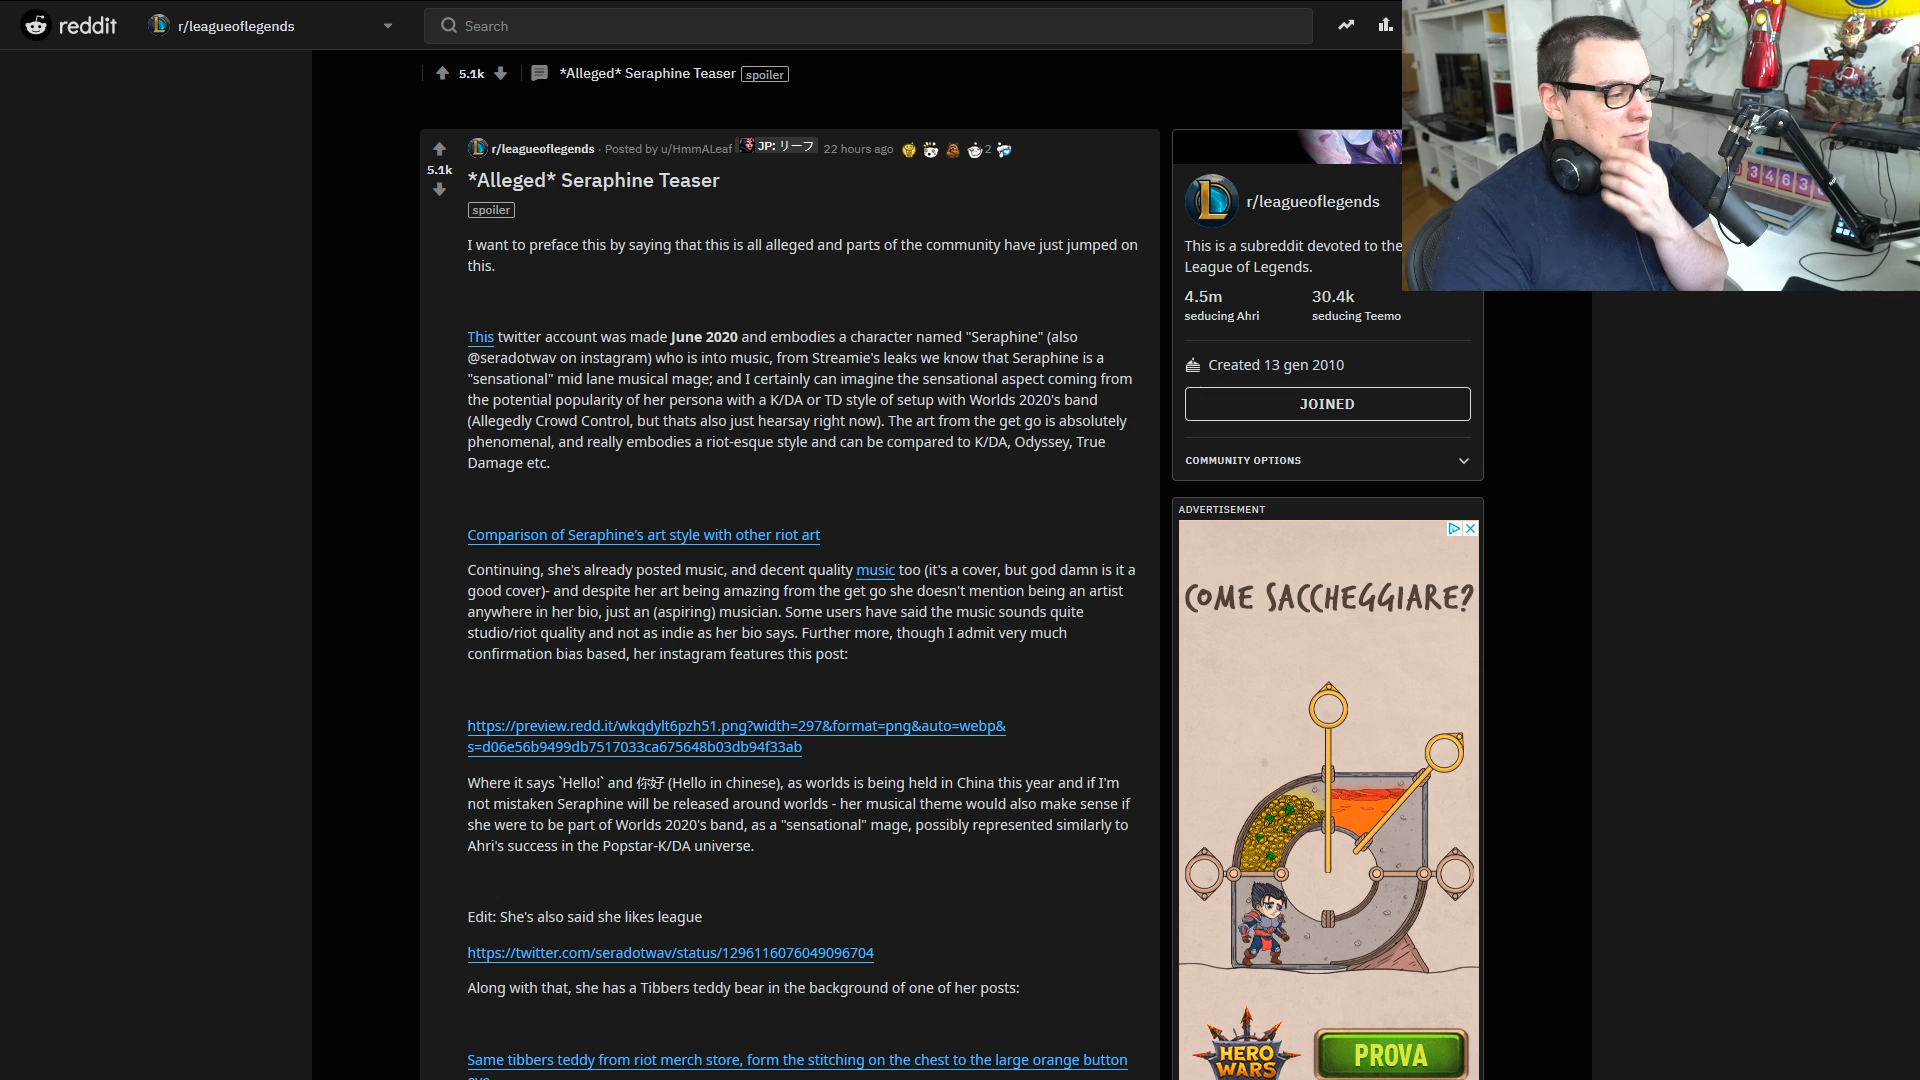 reddit
r/leagueoflegends
Search
5.1k
*Alleged* Seraphine Teaser
spoiler
r/leagueoflegends · Posted by u/HmmALeaf JP: リーフ 22 hours ago
2
5.1k
*Alleged* Seraphine Teaser
spoiler
I want to preface this by saying that this is all alleged and parts of the community have just jumped on
this.
This twitter account was made June 2020 and embodies a character named "Seraphine" (also
@seradotwav on instagram) who is into music, from Streamie's leaks we know that Seraphine is a
"sensational" mid lane musical mage; and I certainly can imagine the sensational aspect coming from
the potential popularity of her persona with a K/DA or TD style of setup with Worlds 2020's band
(Allegedly Crowd Control, but thats also just hearsay right now). The art from the get go is absolutely
phenomenal, and really embodies a riot-esque style and can be compared to K/DA, Odyssey, True
Damage etc.
Comparison of Seraphine's art style with other riot art
Continuing, she's already posted music, and decent quality music too (it's a cover, but god damn is it a
good cover)- and despite her art being amazing from the get go she doesn't mention being an artist
anywhere in her bio, just an (aspiring) musician. Some users have said the music sounds quite
studio/riot quality and not as indie as her bio says. Further more, though I admit very much
confirmation bias based, her instagram features this post:
https://preview.redd.it/wkqdylt6pzh51.png?width=297&format=png&auto=webp&
s=d06e56b9499db7517033ca675648b03db94f33ab
Where it says `Hello!` and 你好 (Hello in chinese), as worlds is being held in China this year and if I'm
not mistaken Seraphine will be released around worlds - her musical theme would also make sense if
she were to be part of Worlds 2020's band, as a "sensational" mage, possibly represented similarly to
Ahri's success in the Popstar-K/DA universe.
Edit: She's also said she likes league
https://twitter.com/seradotwav/status/1296116076049096704
Along with that, she has a Tibbers teddy bear in the background of one of her posts:
Same tibbers teddy from riot merch store, form the stitching on the chest to the large orange button
r/leagueoflegends
This is a subreddit devoted to the
League of Legends.
4.5m
30.4k
seducing Ahri
seducing Teemo
Created 13 gen 2010
JOINED
COMMUNITY OPTIONS
ADVERTISEMENT
COME SACCHEGGIARE?
HERO
WARS
PROVA